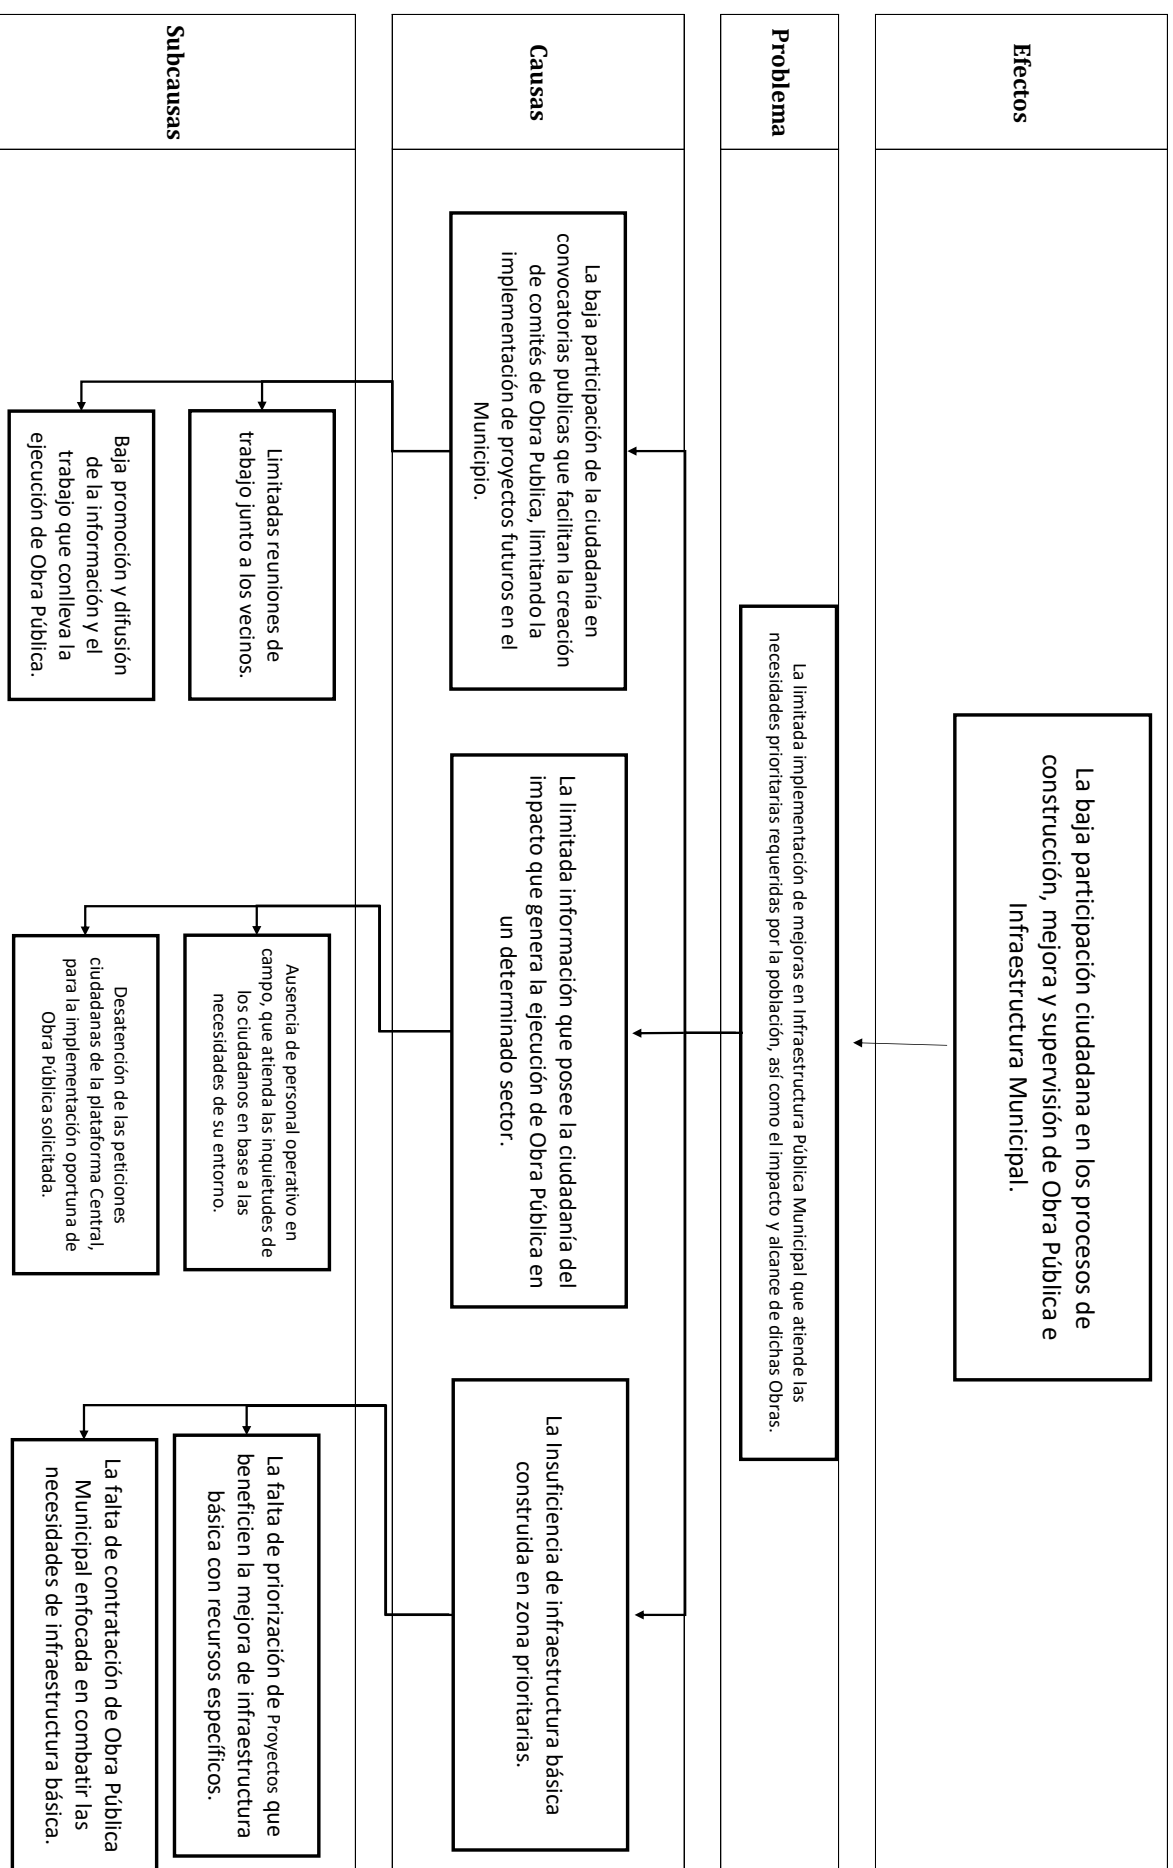 Efectos
La baja participación ciudadana en los procesos de
construcción, mejora y supervisión de Obra Pública e
Infraestructura Municipal.
Problema
La limitada implementación de mejoras en Infraestructura Pública Municipal que atiende las
necesidades prioritarias requeridas por la población, así como el impacto y alcance de dichas Obras.
Causas
La baja participación de la ciudadanía en
convocatorias publicas que facilitan la creación
de comités de Obra Publica, limitando la
implementación de proyectos futuros en el
Municipio.
La limitada información que posee la ciudadanía del
impacto que genera la ejecución de Obra Pública en
un determinado sector.
La Insuficiencia de infraestructura básica
construida en zona prioritarias.
Subcausas
Limitadas reuniones de
trabajo junto a los vecinos.
Baja promoción y difusión
de la información y el
trabajo que conlleva la
ejecución de Obra Pública.
Ausencia de personal operativo en
campo, que atienda las inquietudes de
los ciudadanos en base a las
necesidades de su entorno.
Desatención de las peticiones
ciudadanas de la plataforma Central,
para la implementación oportuna de
Obra Pública solicitada.
La falta de priorización de Proyectos que
beneficien la mejora de infraestructura
básica con recursos específicos.
La falta de contratación de Obra Pública
Municipal enfocada en combatir las
necesidades de infraestructura básica.